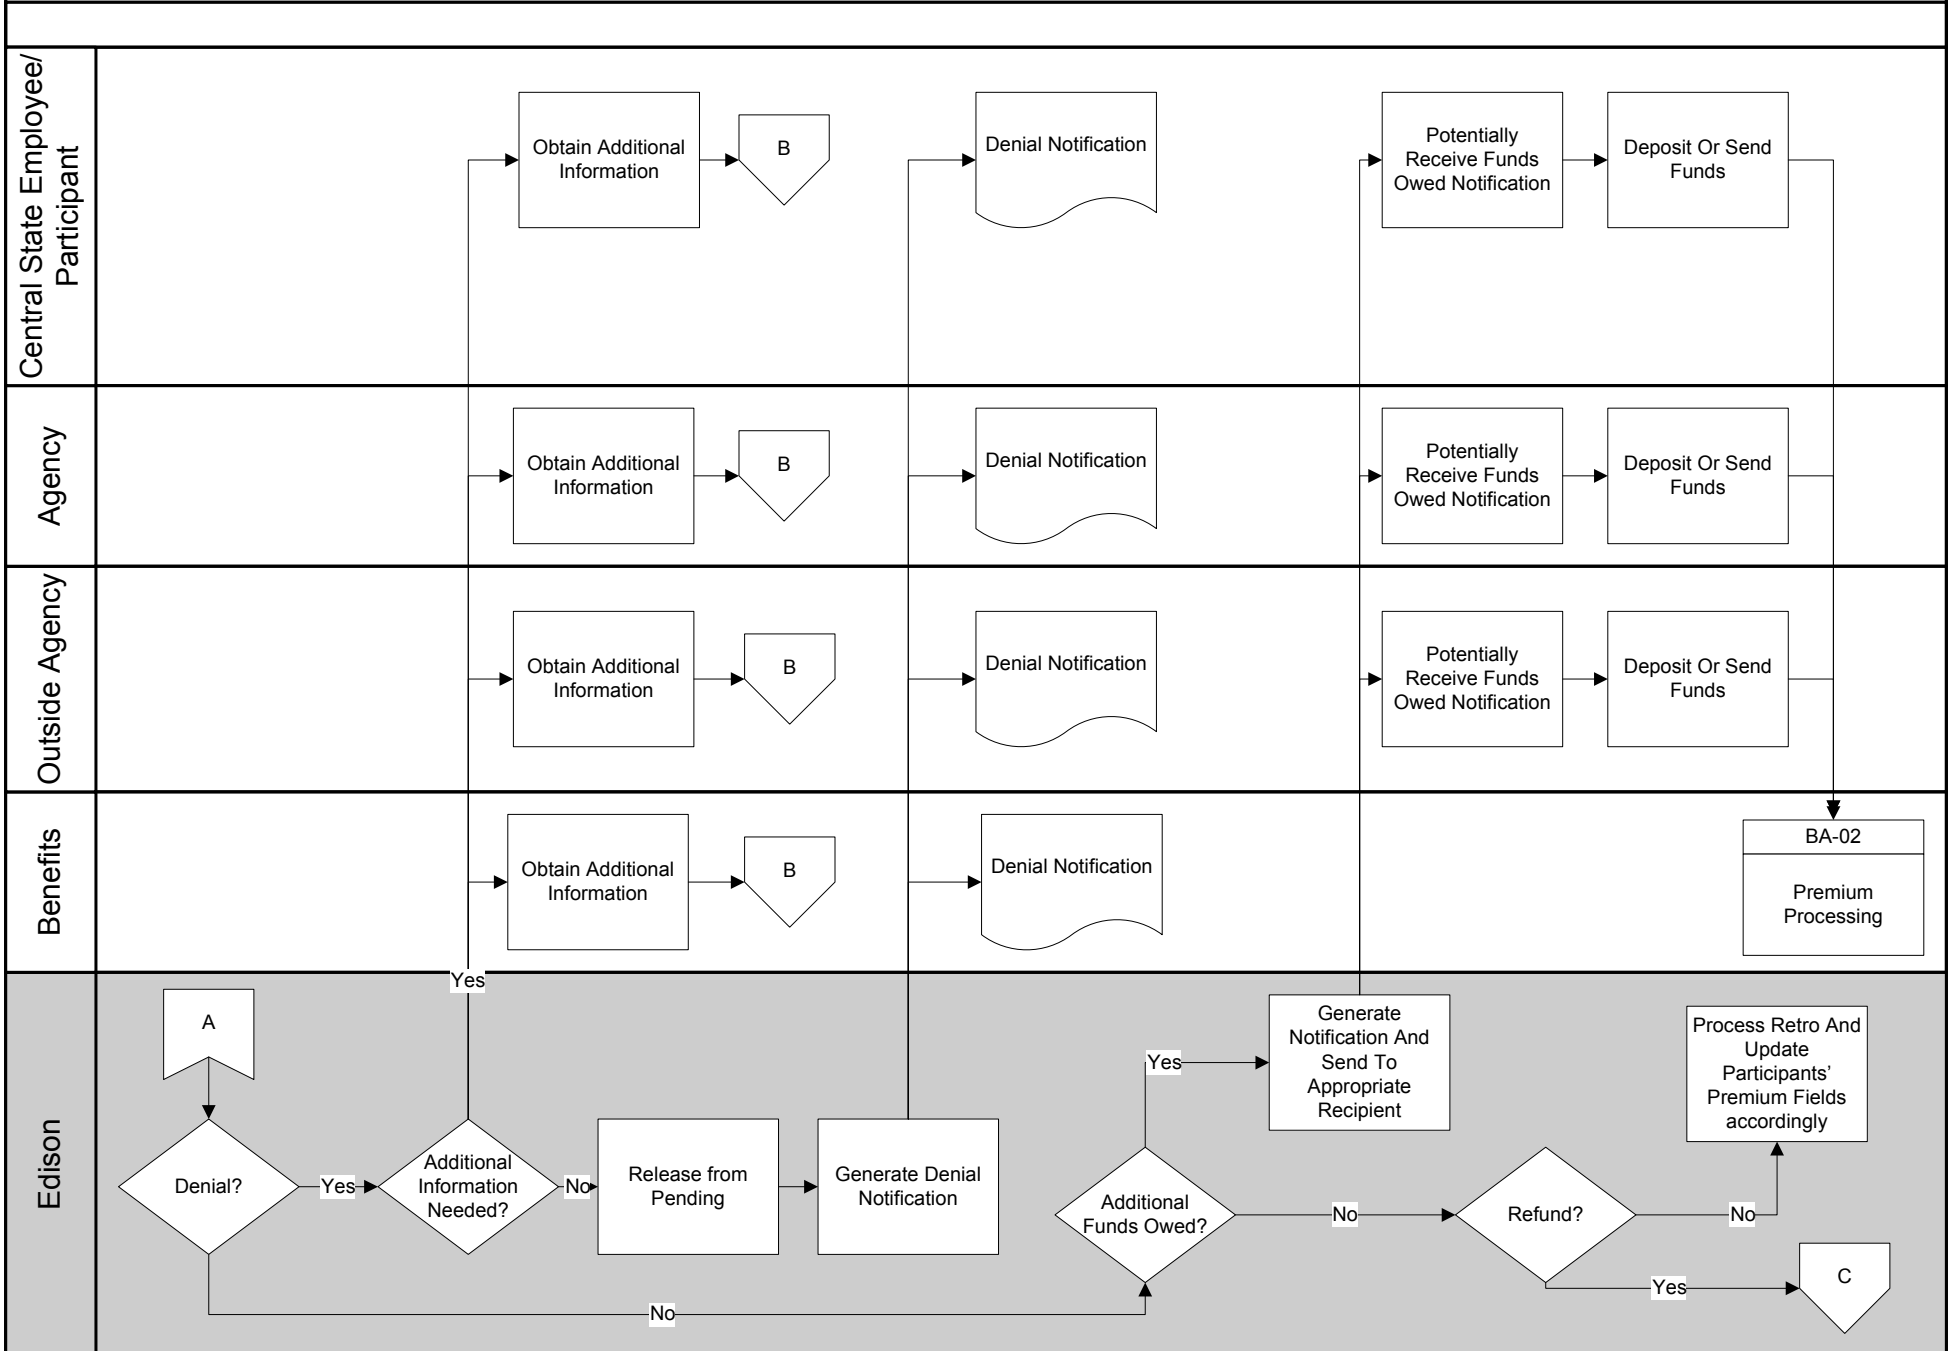 Central State Employee/
Participant
Obtain Additional
Information
B
Denial Notification
Potentially
Receive Funds
Owed Notification
Deposit Or Send
Funds
Agency
Obtain Additional
Information
B
Denial Notification
Potentially
Receive Funds
Owed Notification
Deposit Or Send
Funds
Outside Agency
Obtain Additional
Information
B
Denial Notification
Potentially
Receive Funds
Owed Notification
Deposit Or Send
Funds
Benefits
Obtain Additional
Information
B
Denial Notification
BA-02
Premium
Processing
Edison
A
Denial?
Yes
Additional
Information
Needed?
Yes
No
Release from
Pending
Generate Denial
Notification
No
Additional
Funds Owed?
Yes
Generate
Notification And
Send To
Appropriate
Recipient
No
Refund?
No
Process Retro And
Update
Participants’
Premium Fields
accordingly
Yes
C